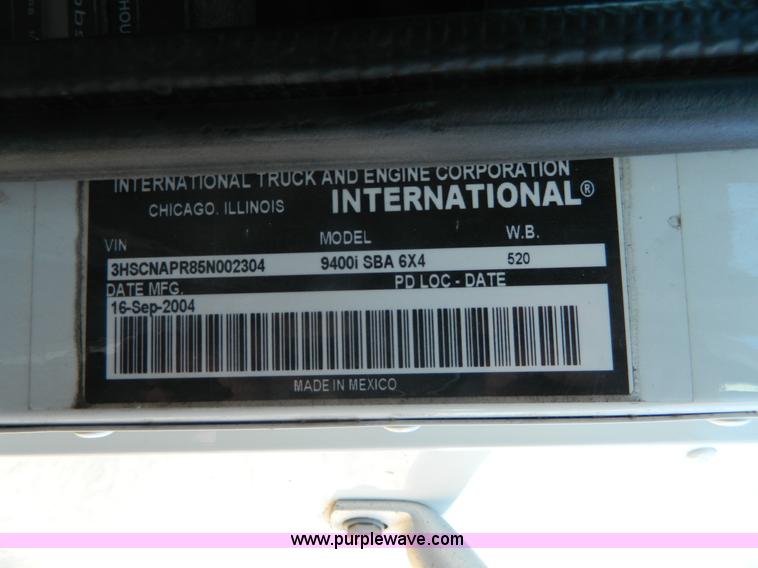 HOU
INTERNATIONAL TRUCK AND ENGINE CORPORATION
CHICAGO. ILLINOIS INTERNATIONAL®
VIN MODEL W.B.
3HSCNAPR85N002304 9400i SBA 6X4 520
DATE MFG. PD LOC - DATE
16-Sep-2004
MADE IN MEXICO
www.purplewave.com